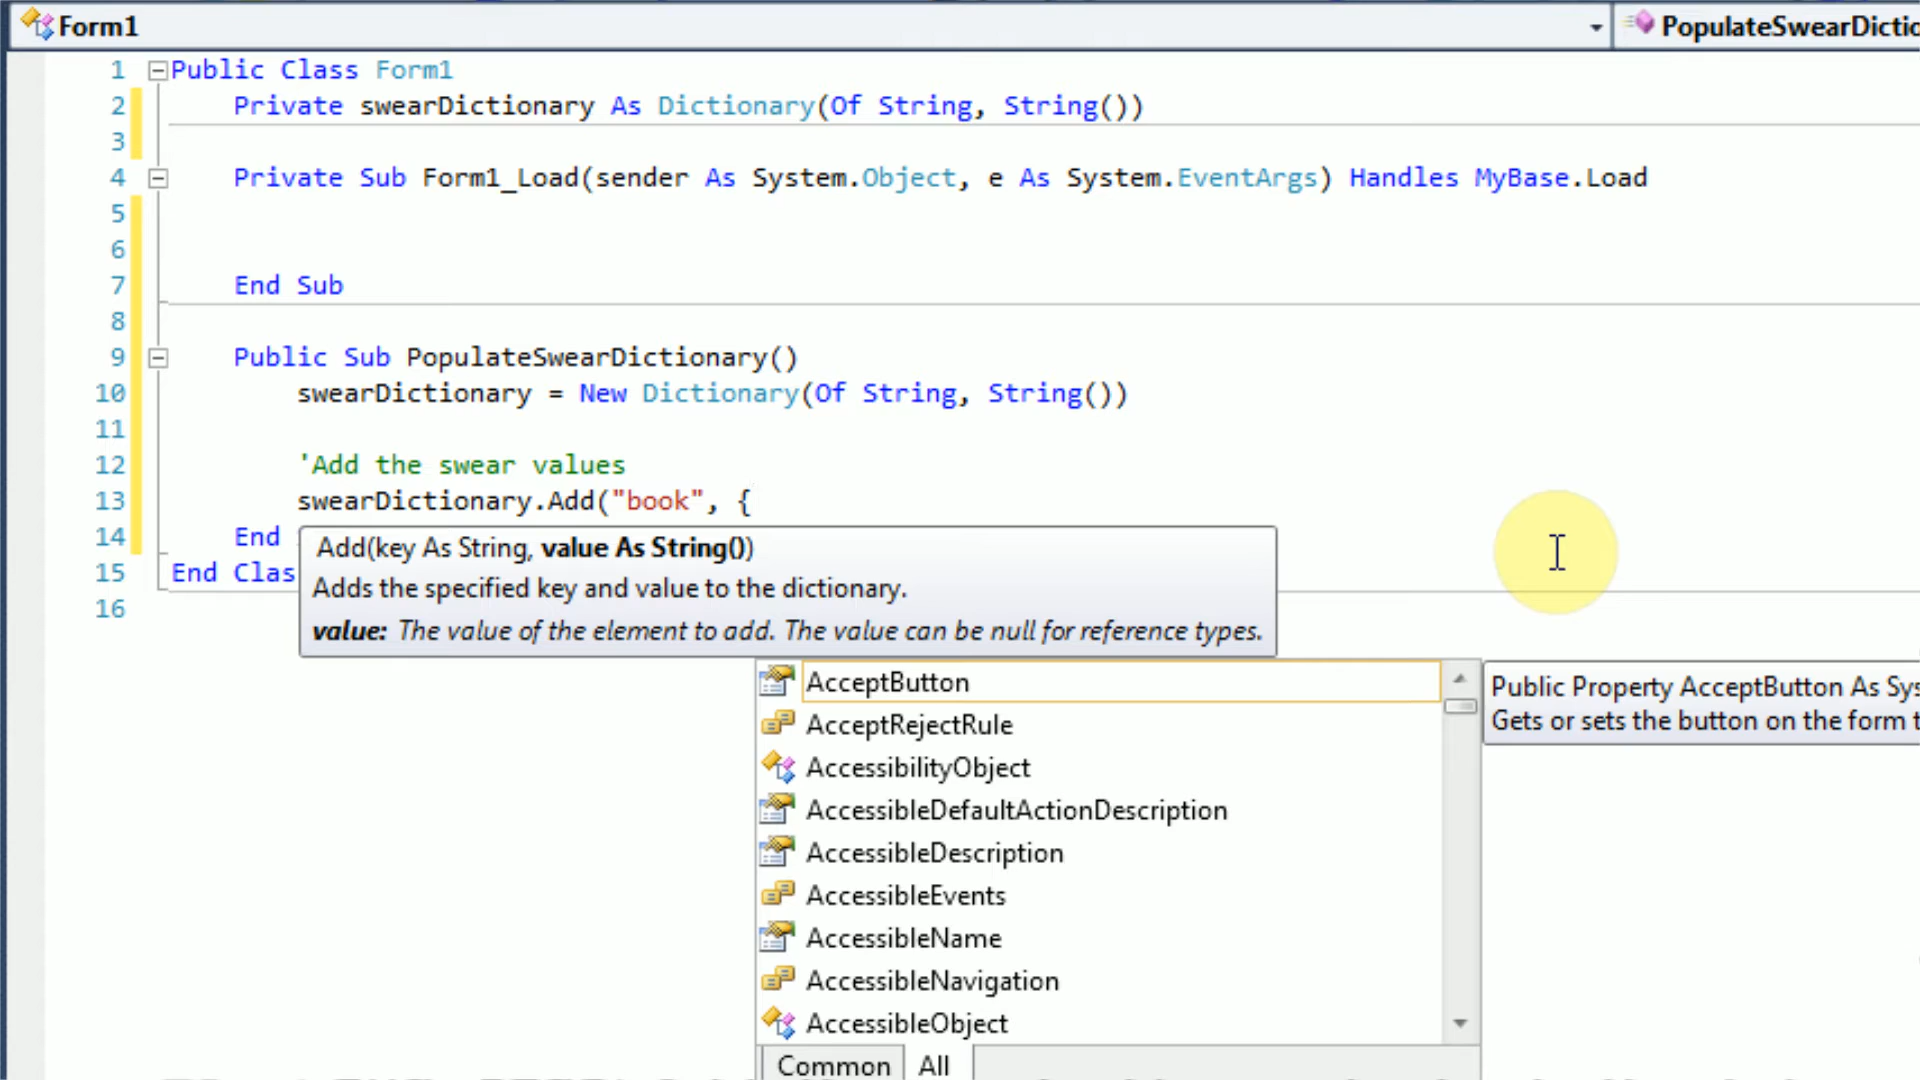 Form1
PopulateSwearDictio
1 Public Class Form1
2 Private swearDictionary As Dictionary(Of String, String())
3
4 Private Sub Form1_Load(sender As System.Object, e As System.EventArgs) Handles MyBase.Load
5
6
7 End Sub
8
9 Public Sub PopulateSwearDictionary()
10 swearDictionary = New Dictionary(Of String, String())
11
12 'Add the swear values
13 swearDictionary.Add("book", {
14 End
15 End Clas
16
Add(key As String, value As String())
Adds the specified key and value to the dictionary.
value: The value of the element to add. The value can be null for reference types.
AcceptButton
AcceptRejectRule
AccessibilityObject
AccessibleDefaultActionDescription
AccessibleDescription
AccessibleEvents
AccessibleName
AccessibleNavigation
AccessibleObject
Common All
Public Property AcceptButton As Sys
Gets or sets the button on the form t